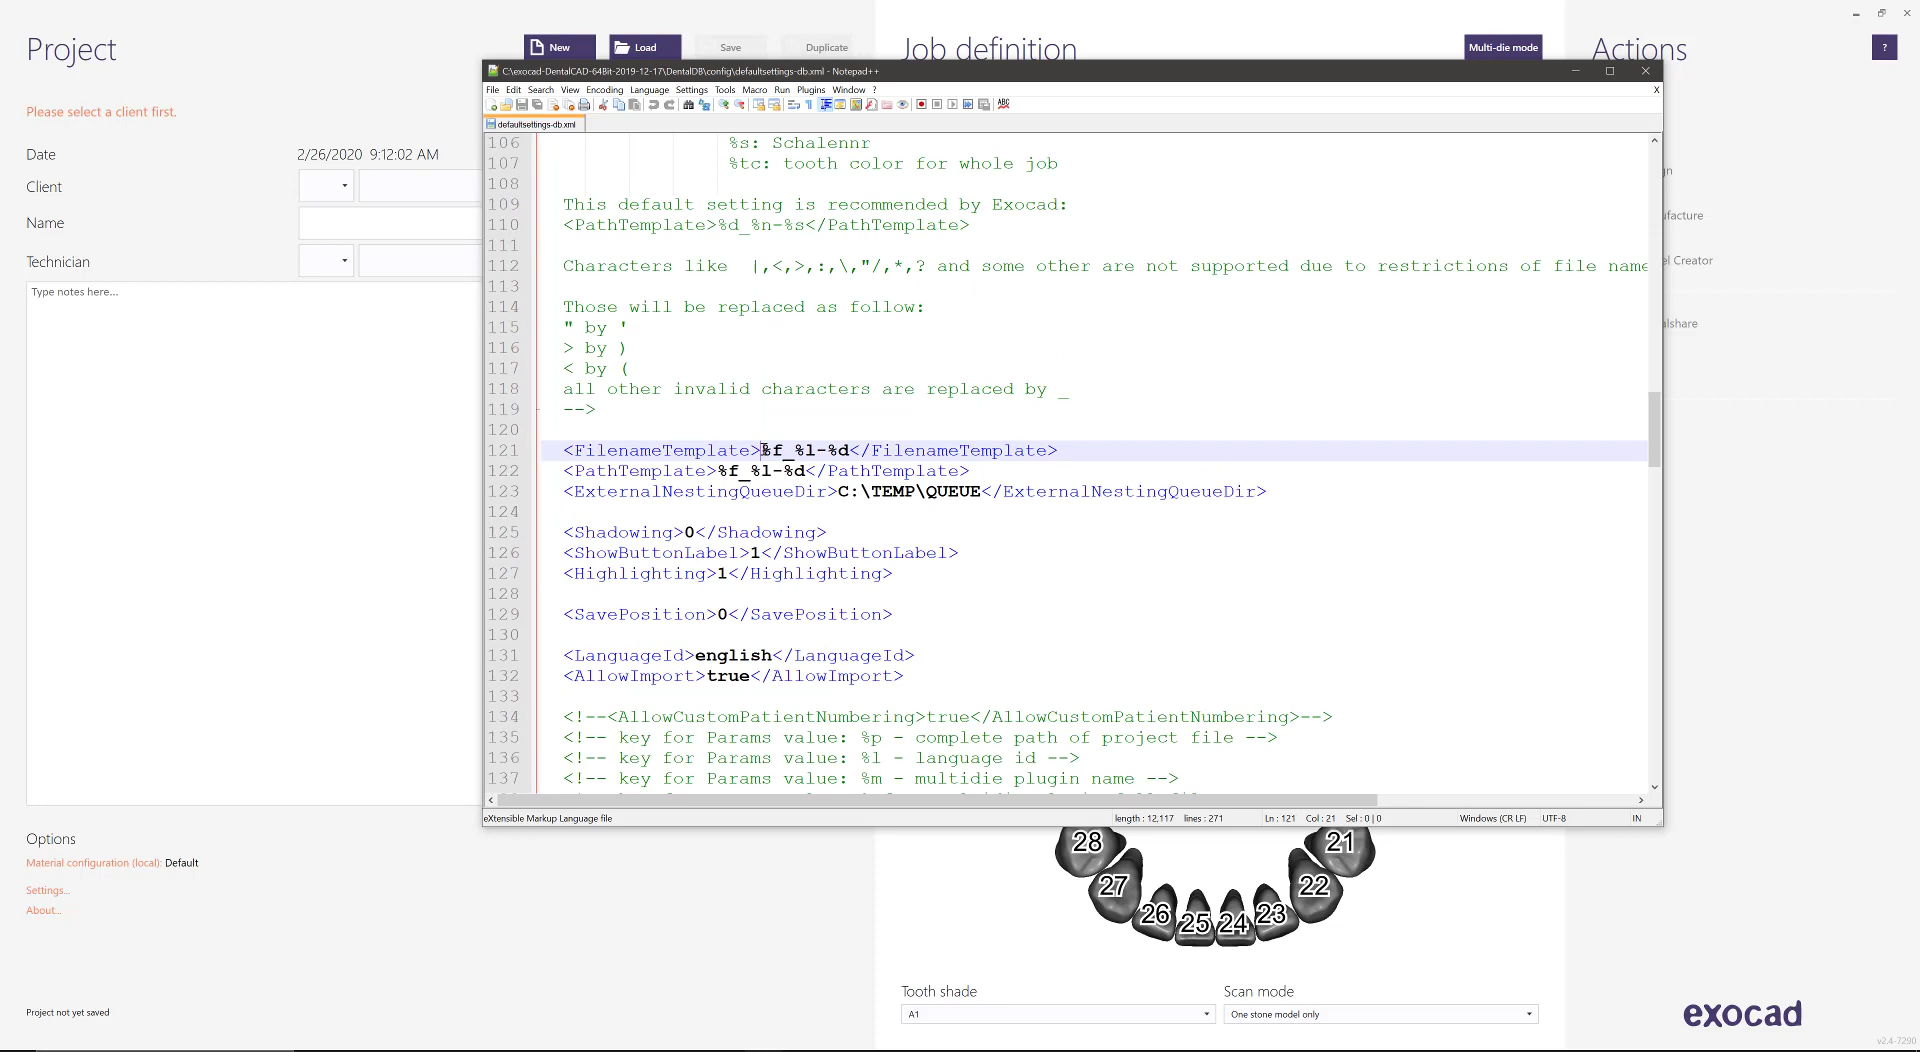 Project
New
Load
Save
Duplicate
Job definition
Multi-die mode
Actions
?
Please select a client first.
Date
2/26/2020 9:12:02 AM
Client
Name
Technician
Type notes here...
C:\exocad-DentalCAD-64Bit-2019-12-17\DentalDB\config\defaultsettings-db.xml - Notepad++
File Edit Search View Encoding Language Settings Tools Macro Run Plugins Window ?
X
ABC
defaultsettings-db.xml
106 %s: Schalennr
107 %tc: tooth color for whole job
108
109 This default setting is recommended by Exocad:
110 <PathTemplate>%d_%n-%s</PathTemplate>
111
112 Characters like |,<,>,:,\,"/,*,? and some other are not supported due to restrictions of file name
113
114 Those will be replaced as follow:
115 " by '
116 > by )
117 < by (
118 all other invalid characters are replaced by _
119 -->
120
121 <FilenameTemplate>%f_%l-%d</FilenameTemplate>
122 <PathTemplate>%f_%l-%d</PathTemplate>
123 <ExternalNestingQueueDir>C:\TEMP\QUEUE</ExternalNestingQueueDir>
124
125 <Shadowing>0</Shadowing>
126 <ShowButtonLabel>1</ShowButtonLabel>
127 <Highlighting>1</Highlighting>
128
129 <SavePosition>0</SavePosition>
130
131 <LanguageId>english</LanguageId>
132 <AllowImport>true</AllowImport>
133
134 <!--<AllowCustomPatientNumbering>true</AllowCustomPatientNumbering>-->
135 <!-- key for Params value: %p - complete path of project file -->
136 <!-- key for Params value: %l - language id -->
137 <!-- key for Params value: %m - multidie plugin name -->
eXtensible Markup Language file
length : 12,117 lines : 271
Ln : 121 Col : 21 Sel : 0 | 0
Windows (CR LF)
UTF-8
IN
gn
ufacture
el Creator
alshare
28
27
26
25
24
23
22
21
Options
Material configuration (local): Default
Settings...
About...
Project not yet saved
Tooth shade
A1
Scan mode
One stone model only
exocad
v2.4-7290